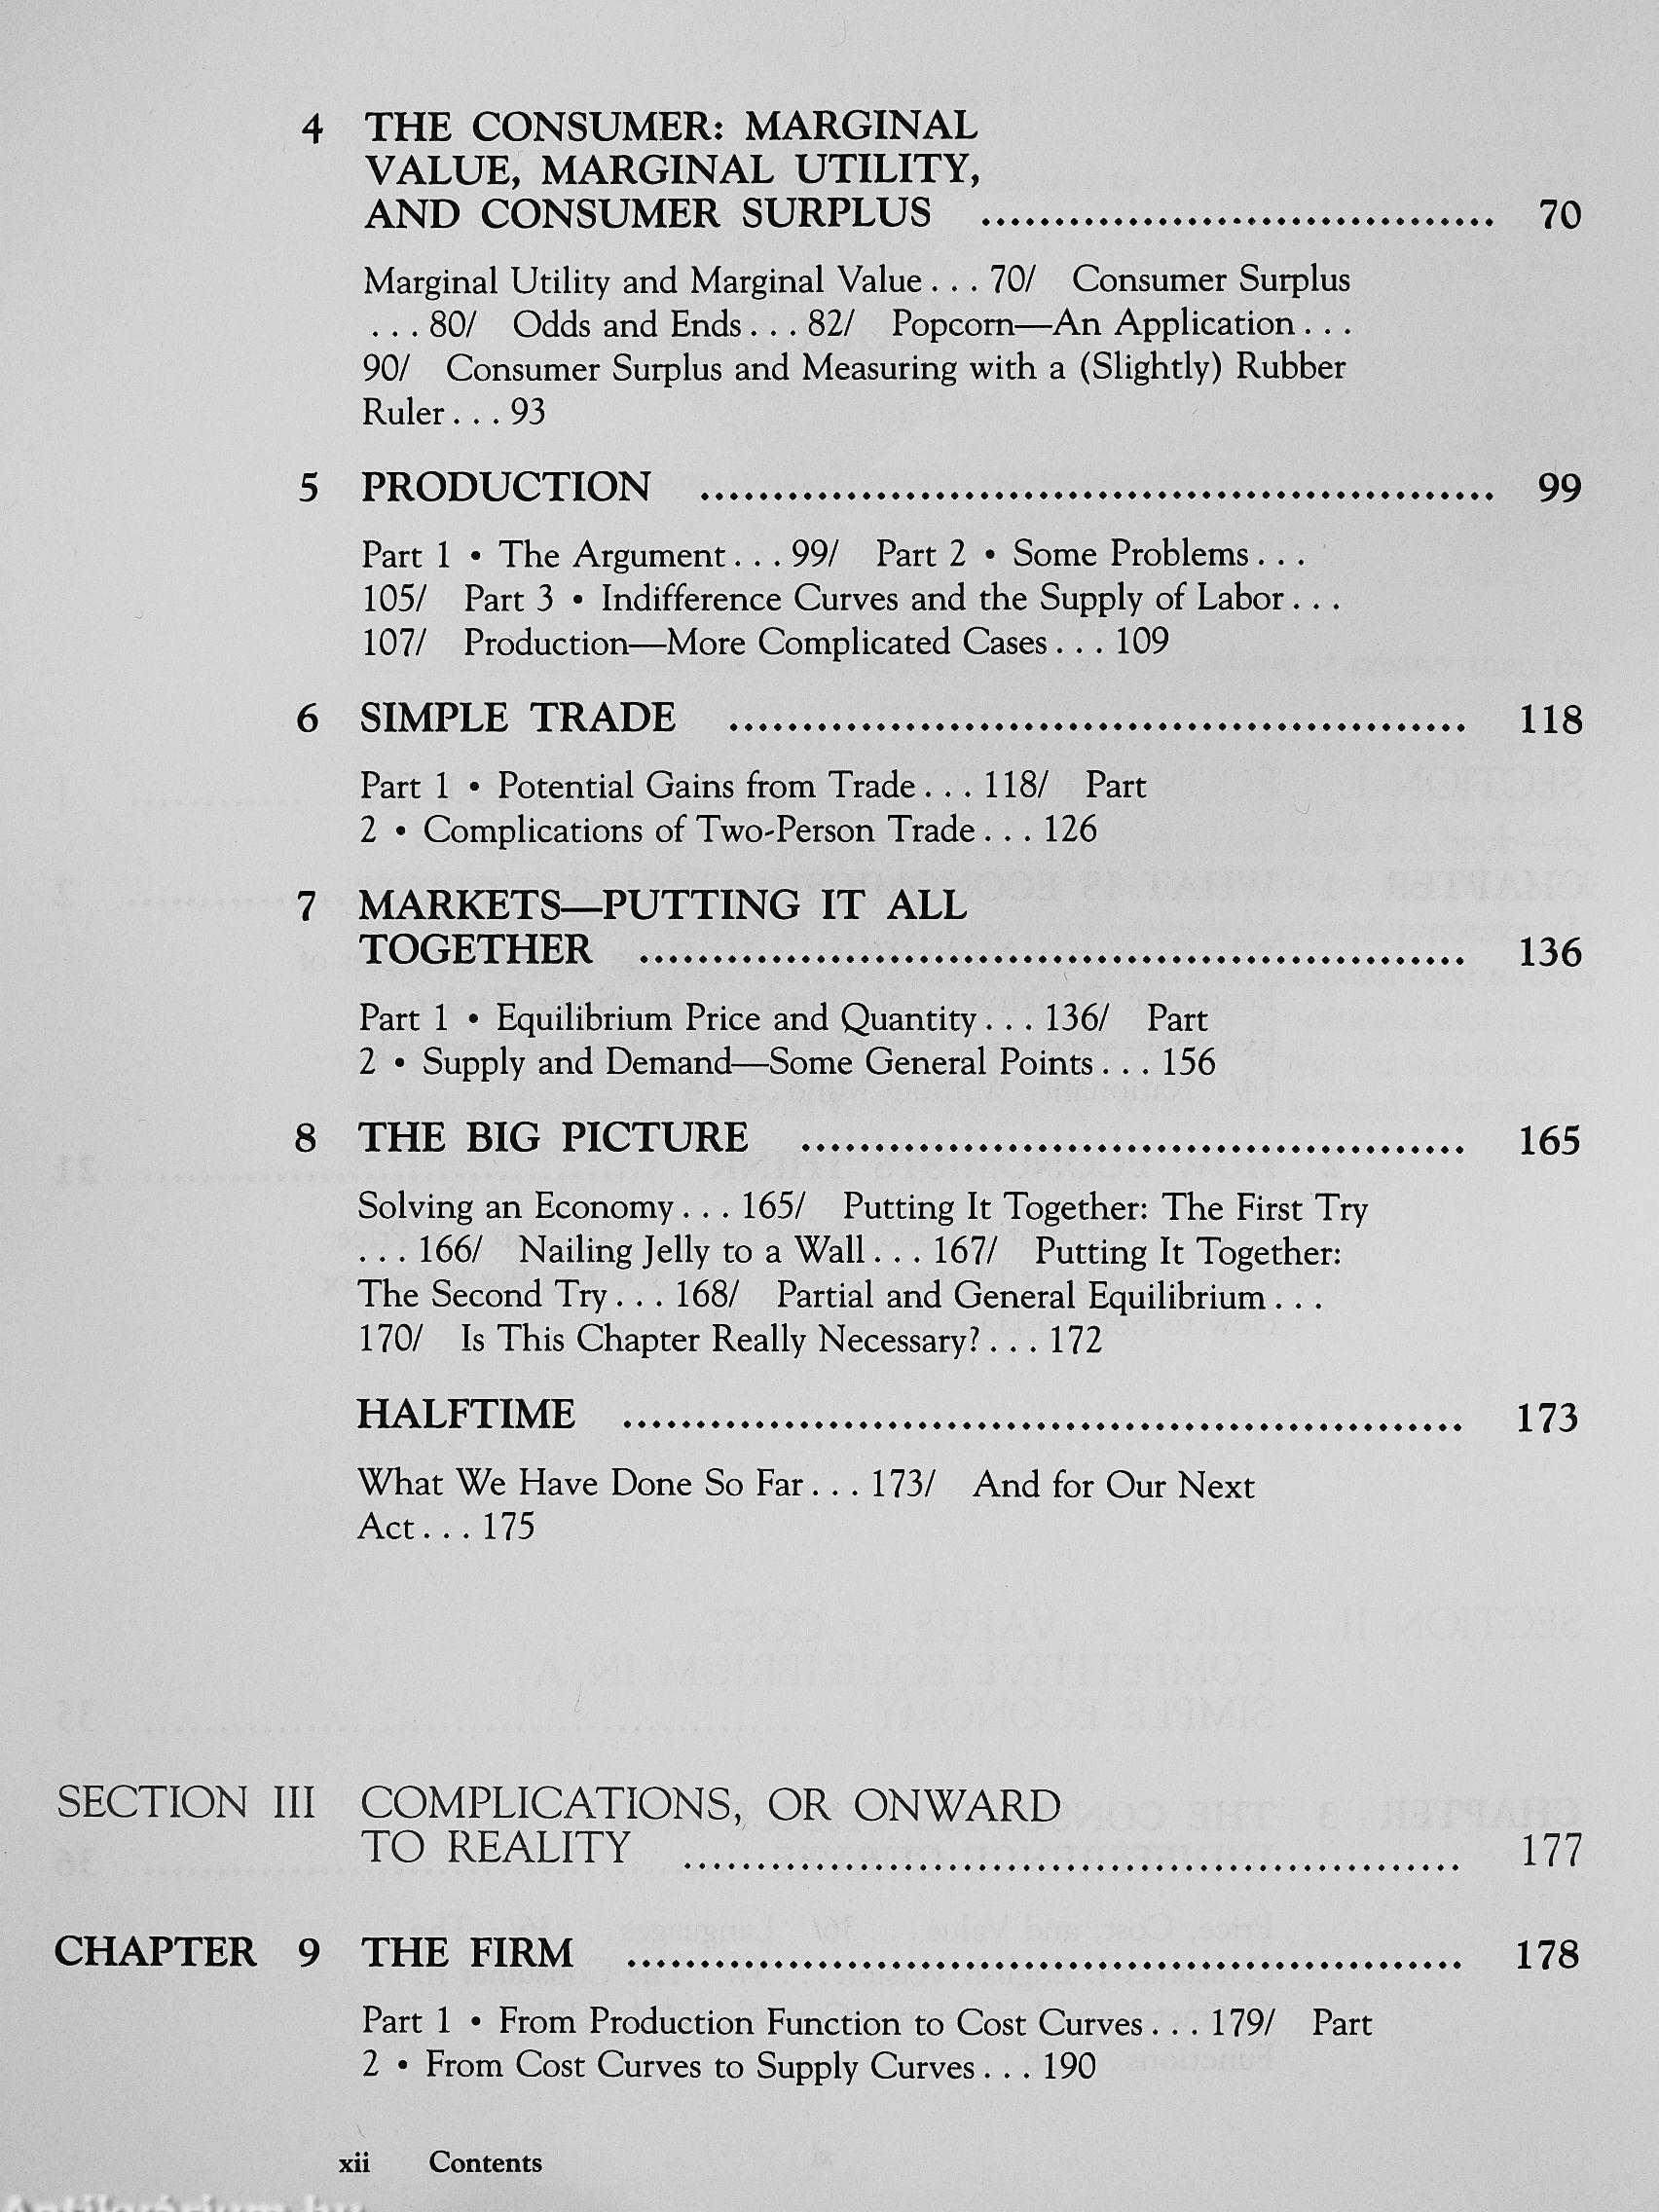 4 THE CONSUMER: MARGINAL
VALUE, MARGINAL UTILITY,
AND CONSUMER SURPLUS ................................... 70
Marginal Utility and Marginal Value . . . 70/ Consumer Surplus
. . . 80/ Odds and Ends . . . 82/ Popcorn—An Application . . .
90/ Consumer Surplus and Measuring with a (Slightly) Rubber
Ruler . . . 93
5 PRODUCTION ...................................................... 99
Part 1 • The Argument . . . 99/ Part 2 • Some Problems . . .
105/ Part 3 • Indifference Curves and the Supply of Labor . . .
107/ Production—More Complicated Cases . . . 109
6 SIMPLE TRADE .................................................. 118
Part 1 • Potential Gains from Trade . . . 118/ Part
2 • Complications of Two-Person Trade . . . 126
7 MARKETS—PUTTING IT ALL
TOGETHER ........................................................ 136
Part 1 • Equilibrium Price and Quantity . . . 136/ Part
2 • Supply and Demand—Some General Points . . . 156
8 THE BIG PICTURE ............................................. 165
Solving an Economy . . . 165/ Putting It Together: The First Try
. . . 166/ Nailing Jelly to a Wall . . . 167/ Putting It Together:
The Second Try . . . 168/ Partial and General Equilibrium . . .
170/ Is This Chapter Really Necessary? . . . 172
HALFTIME ......................................................... 173
What We Have Done So Far . . . 173/ And for Our Next
Act . . . 175
SECTION III COMPLICATIONS, OR ONWARD
TO REALITY ..................................................... 177
CHAPTER 9 THE FIRM ......................................................... 178
Part 1 • From Production Function to Cost Curves . . . 179/ Part
2 • From Cost Curves to Supply Curves . . . 190
xii Contents